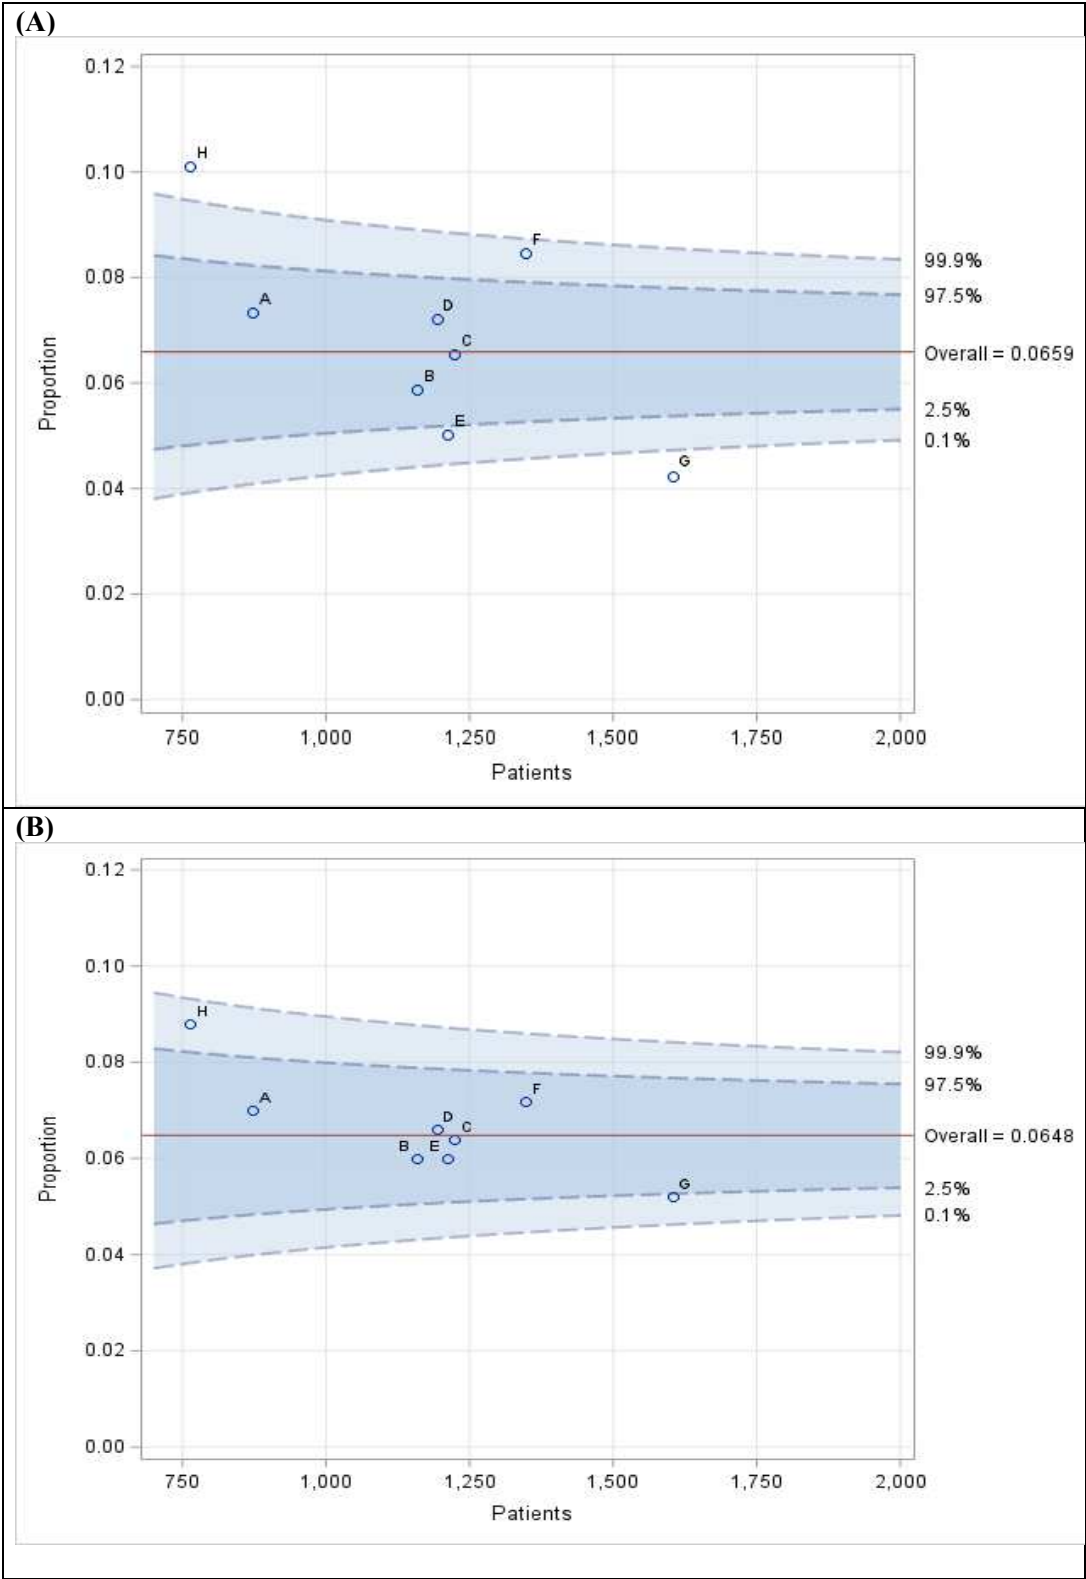 (A)
0.12
H
0.10
F
99.9%
0.08
97.5%
A
D
C
Overall = 0.0659
B
0.06
E
2.5%
0.1%
G
0.04
0.02
0.00
Proportion
750 1,000 1,250 1,500 1,750 2,000
Patients
(B)
0.12
0.10
H
99.9%
0.08
97.5%
F
A
D
C
Overall = 0.0648
B E
0.06
G
2.5%
0.1%
0.04
0.02
0.00
Proportion
750 1,000 1,250 1,500 1,750 2,000
Patients